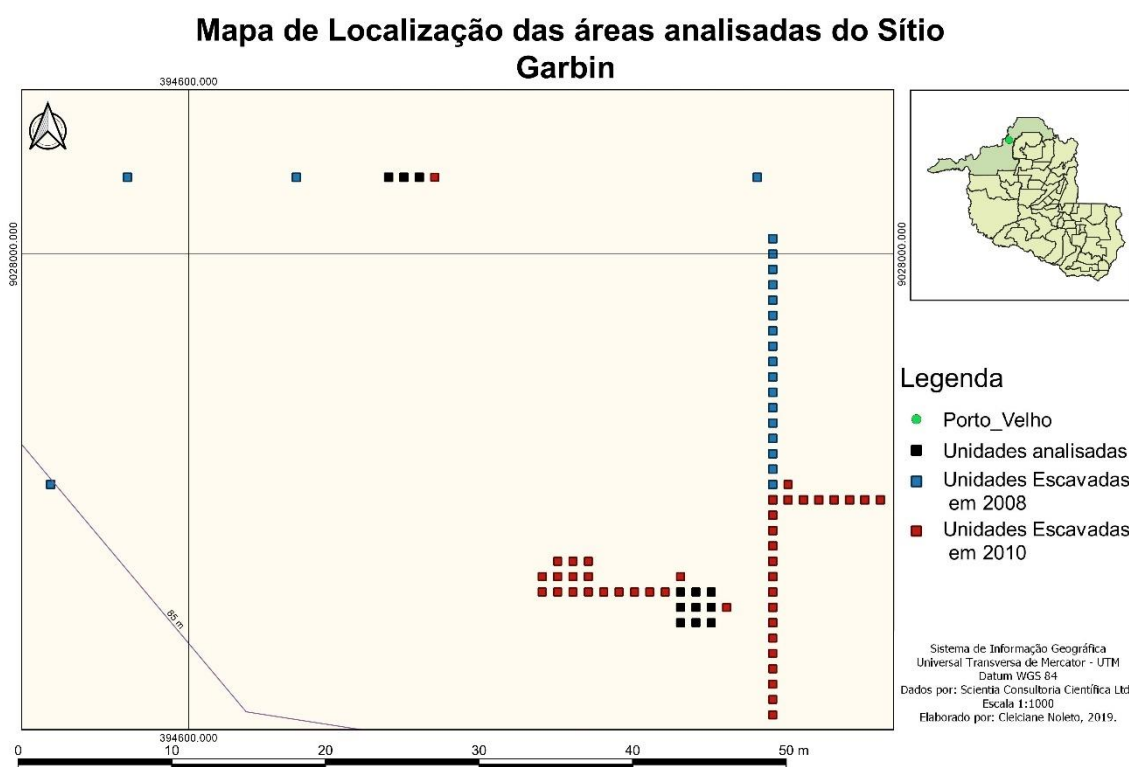 Mapa de Localização das áreas analisadas do Sítio
Garbin
394600,000
9028000,000
9028000,000
85 m
394600,000
0 10 20 30 40 50 m
Legenda
Porto_Velho
Unidades analisadas
Unidades Escavadas
em 2008
Unidades Escavadas
em 2010
Sistema de Informação Geográfica
Universal Transversa de Mercator - UTM
Datum WGS 84
Dados por: Scientia Consultoria Científica Ltd
Escala 1:1000
Elaborado por: Cleiciane Noleto, 2019.